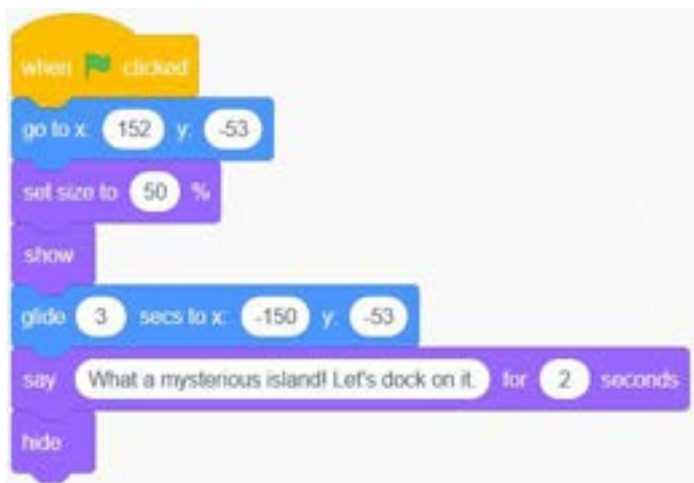 when clicked
go to x: 152 y: -53
set size to 50 %
show
glide 3 secs to x: -150 y: -53
say What a mysterious island! Let's dock on it. for 2 seconds
hide